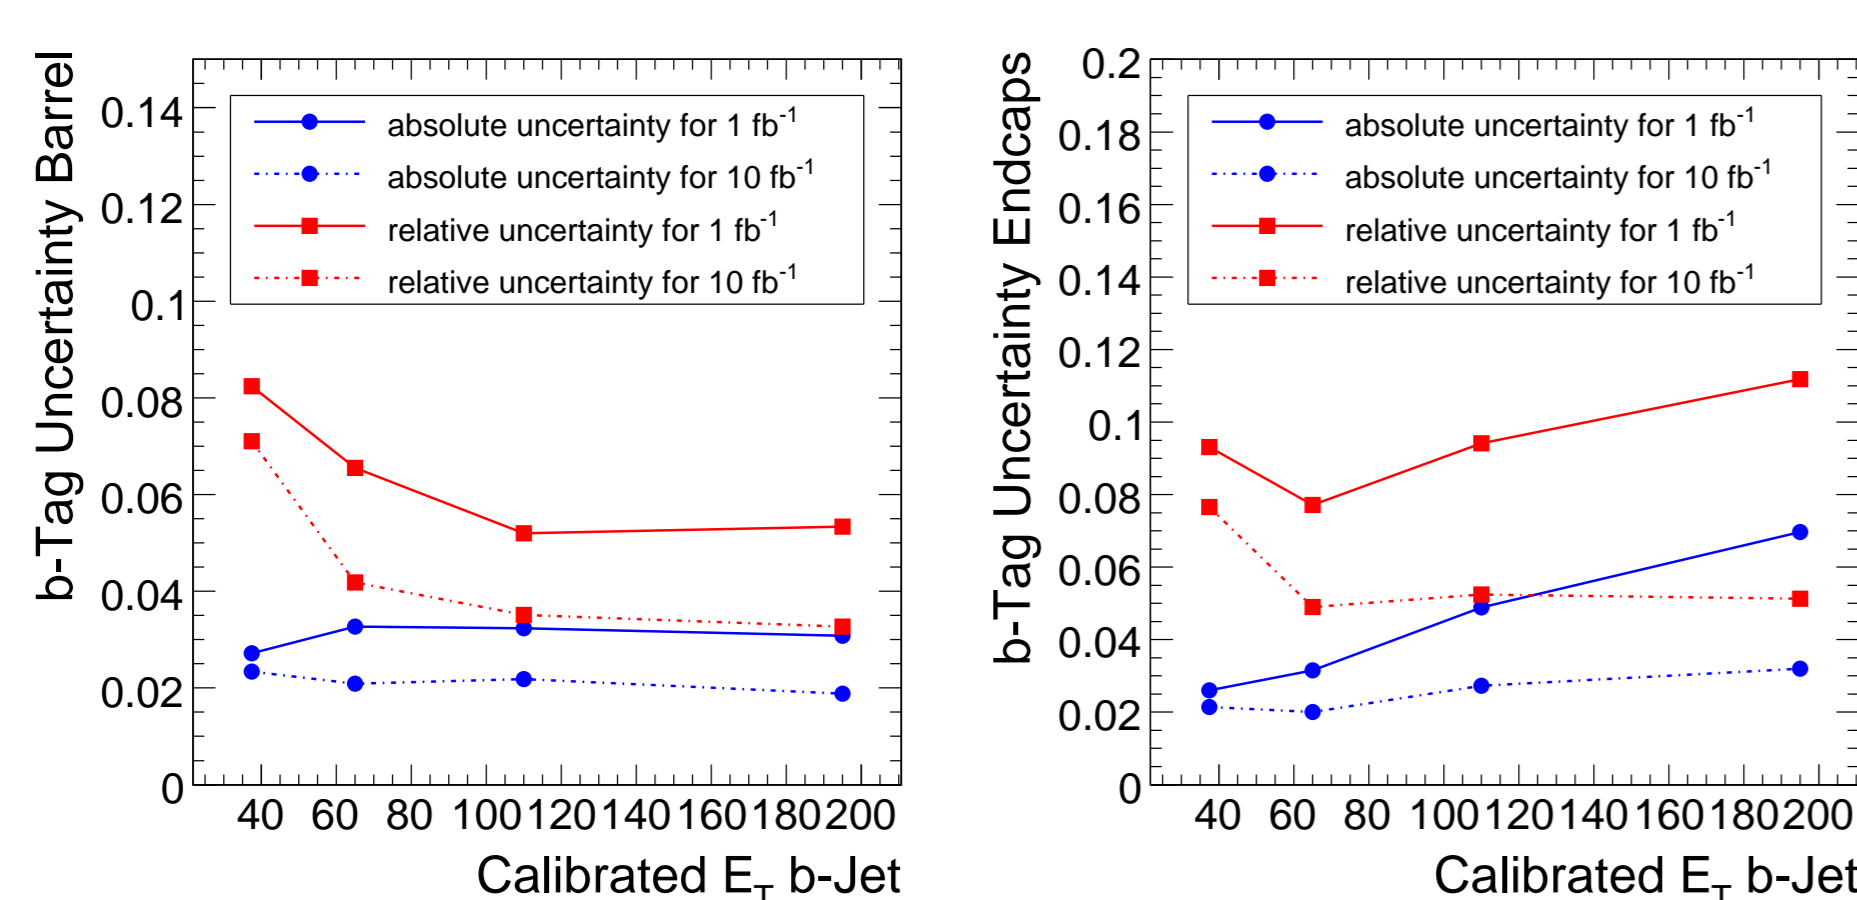 b-Tag Uncertainty Barrel
0.14
0.12
0.1
0.08
0.06
0.04
0.02
0
absolute uncertainty for 1 fb-1
absolute uncertainty for 10 fb-1
relative uncertainty for 1 fb-1
relative uncertainty for 10 fb-1
40 60 80 100 120 140 160 180 200
Calibrated ET b-Jet
b-Tag Uncertainty Endcaps
0.2
0.18
0.16
0.14
0.12
0.1
0.08
0.06
0.04
0.02
0
absolute uncertainty for 1 fb-1
absolute uncertainty for 10 fb-1
relative uncertainty for 1 fb-1
relative uncertainty for 10 fb-1
40 60 80 100 120 140 160 180 200
Calibrated ET b-Jet